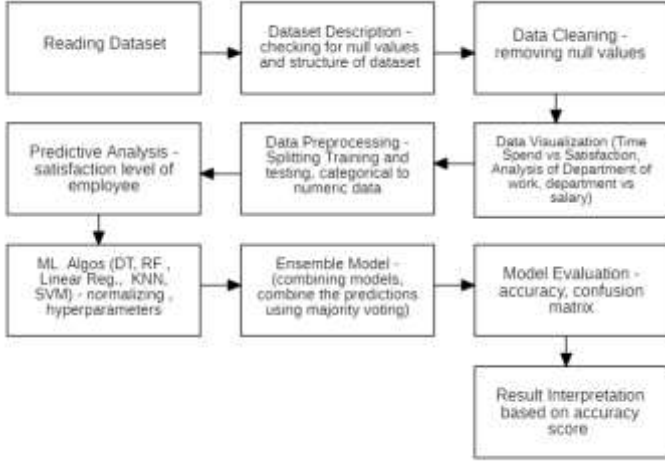 Reading Dataset
Dataset Description -
checking for null values
and structure of dataset
Data Cleaning -
removing null values
Data Visualization (Time
Spend vs Satisfaction,
Analysis of Department of
work, department vs
salary)
Data Preprocessing -
Splitting Training and
testing, categorical to
numeric data
Predictive Analysis -
satisfaction level of
employee
ML Algos (DT, RF ,
Linear Reg., KNN,
SVM) - normalizing ,
hyperparameters
Ensemble Model -
(combining models,
combine the predictions
using majority voting)
Model Evaluation -
accuracy, confusion
matrix
Result Interpretation
based on accuracy
score